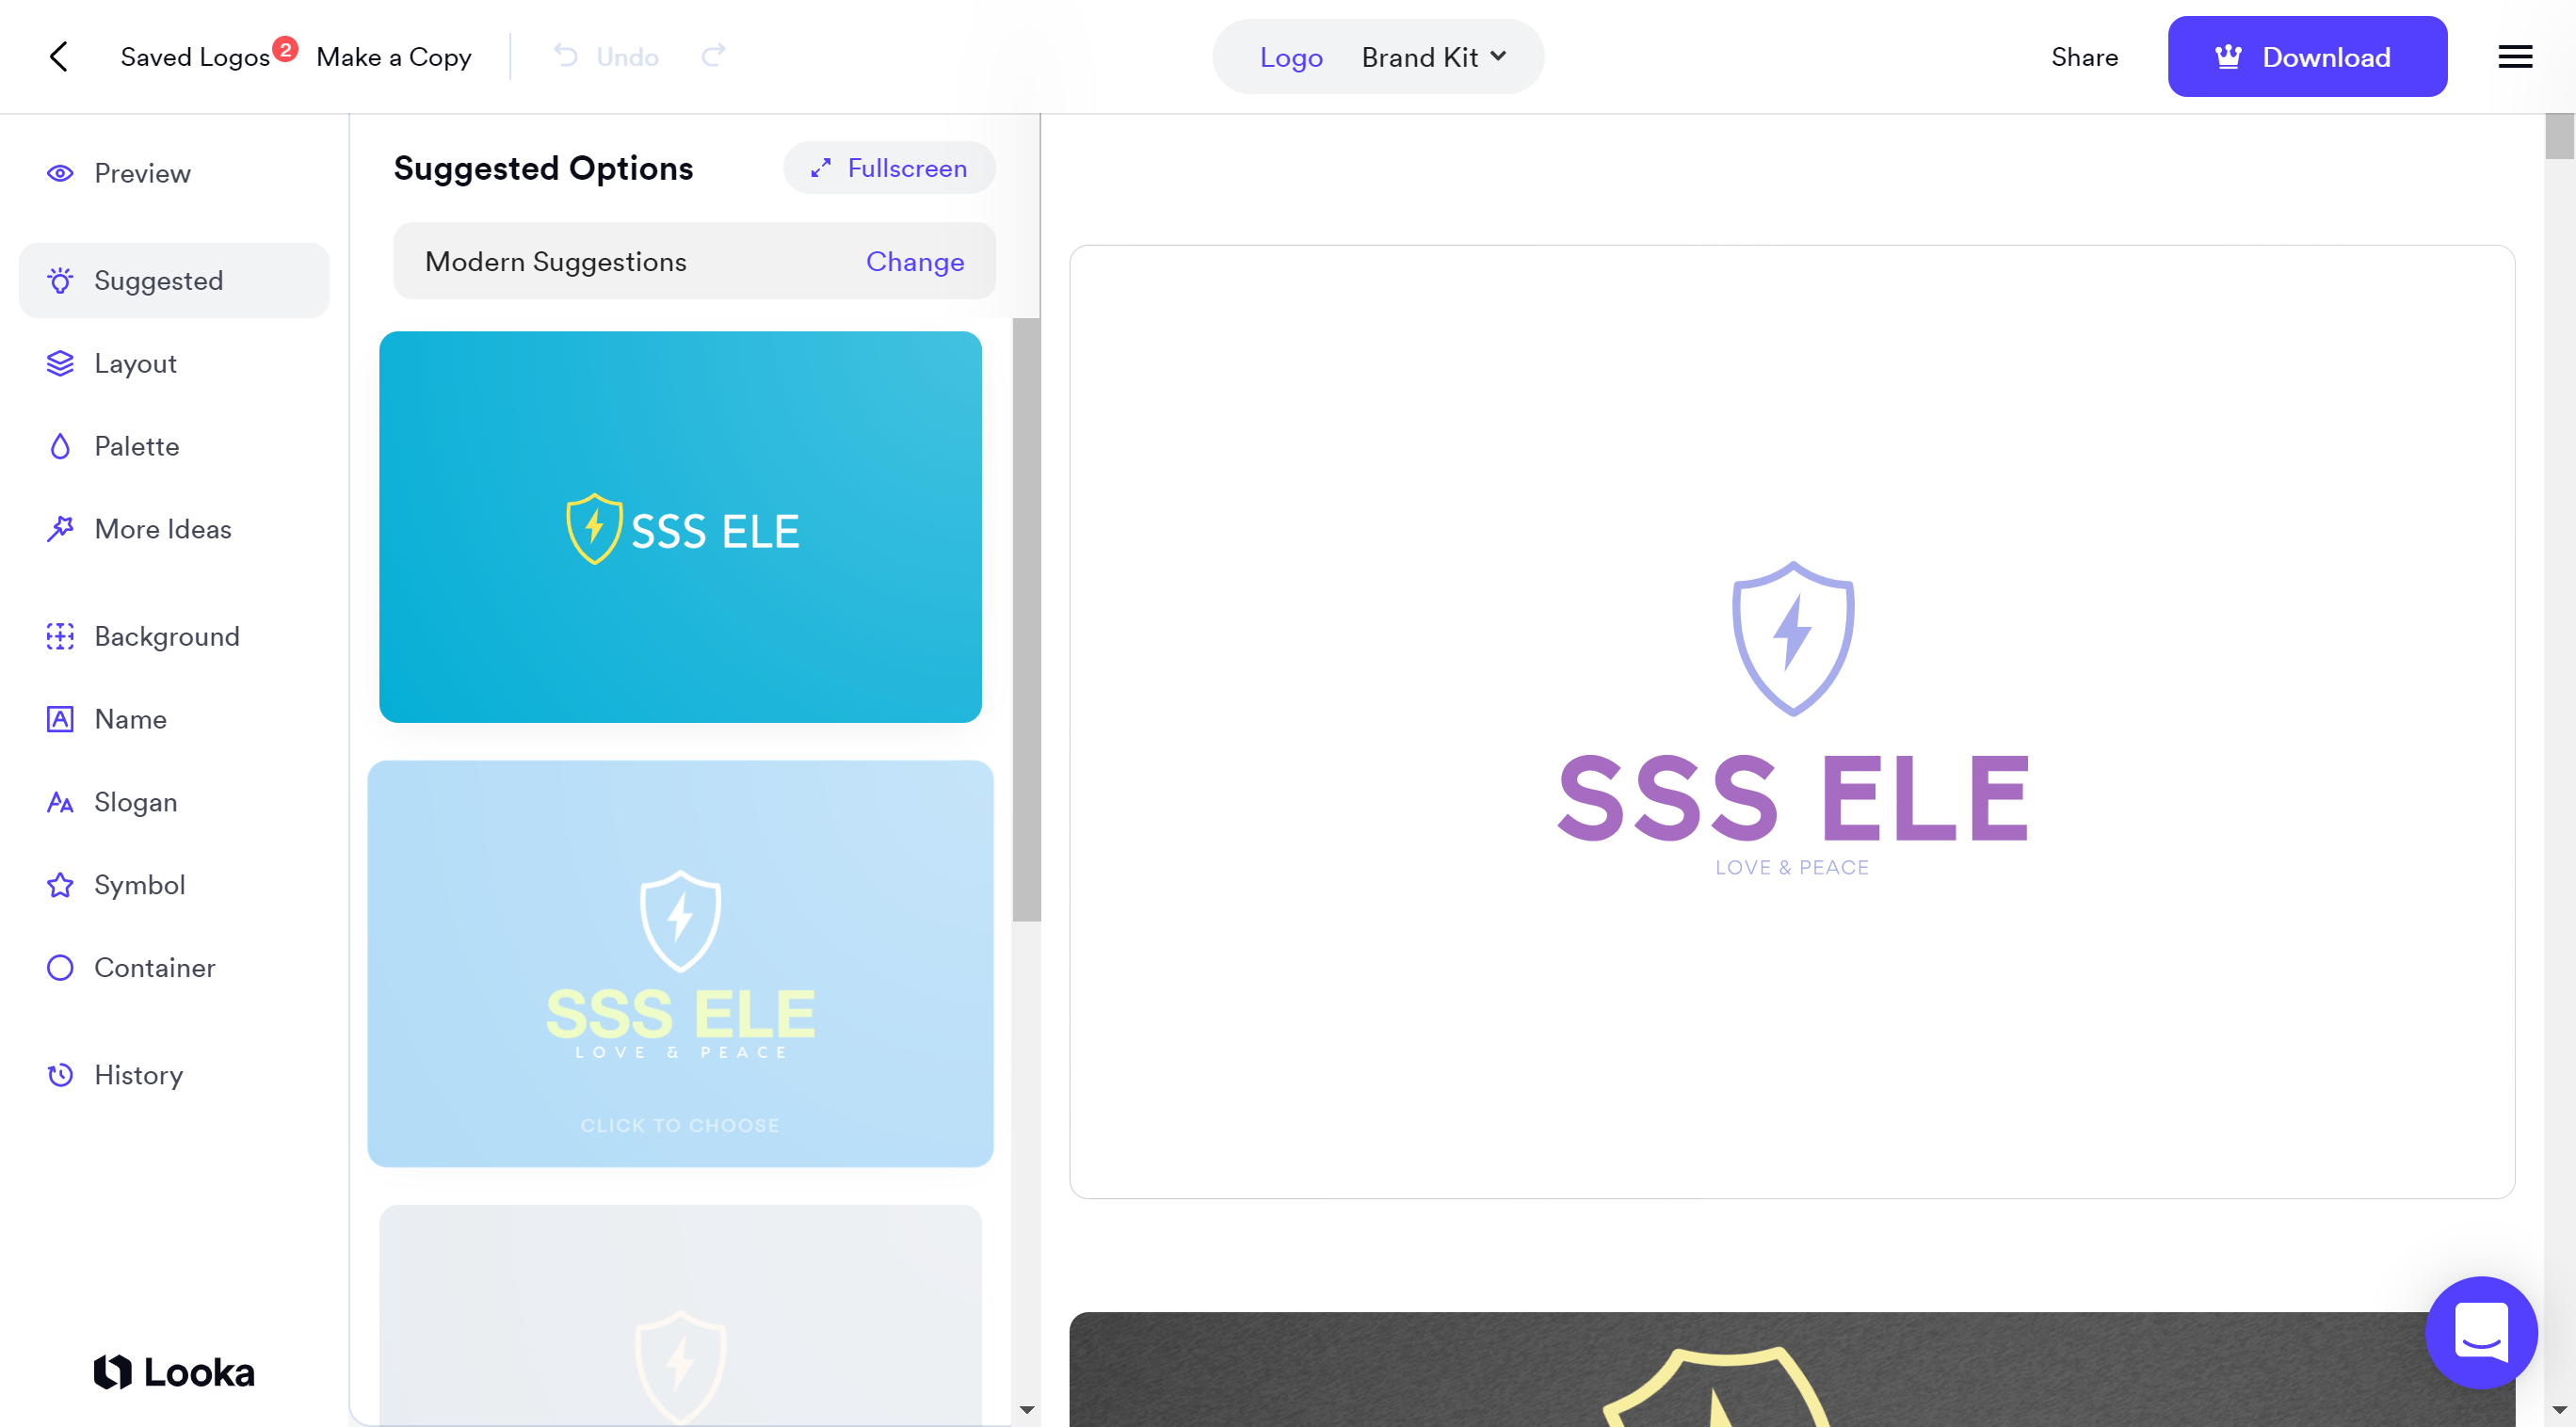 Saved Logos 2 Make a Copy Undo Logo Brand Kit Share Download
Preview
Suggested
Layout
Palette
More Ideas
Background
Name
Slogan
Symbol
Container
History
Looka
Suggested Options Fullscreen
Modern Suggestions Change
SSS ELE
SSS ELE
LOVE & PEACE
CLICK TO CHOOSE
SSS ELE
LOVE & PEACE